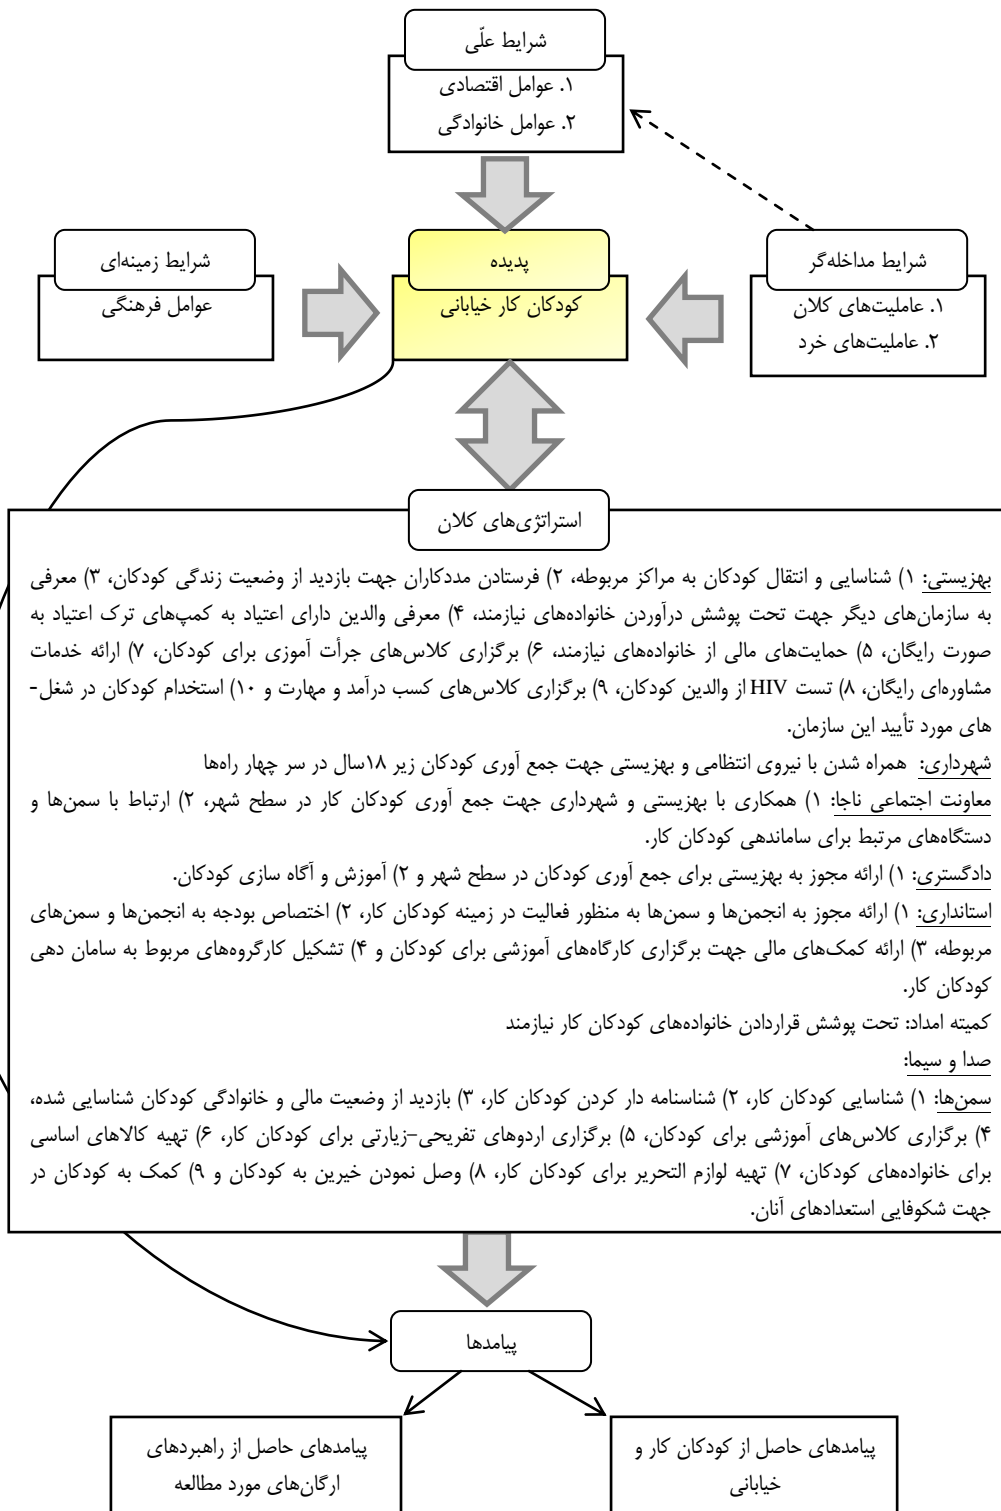 شرایط علّی
۱. عوامل اقتصادی
۲. عوامل خانوادگی
شرایط مداخله‌گر
۱. عاملیت‌های کلان
۲. عاملیت‌های خرد
پدیده
کودکان کار خیابانی
شرایط زمینه‌ای
عوامل فرهنگی
استراتژی‌های کلان
بهزیستی: ۱) شناسایی و انتقال کودکان به مراکز مربوطه، ۲) فرستادن مددکاران جهت بازدید از وضعیت زندگی کودکان، ۳) معرفی
به سازمان‌های دیگر جهت تحت پوشش درآوردن خانواده‌های نیازمند، ۴) معرفی والدین دارای اعتیاد به کمپ‌های ترک اعتیاد به
صورت رایگان، ۵) حمایت‌های مالی از خانواده‌های نیازمند، ۶) برگزاری کلاس‌های جرأت آموزی برای کودکان، ۷) ارائه خدمات
مشاوره‌ای رایگان، ۸) تست HIV از والدین کودکان، ۹) برگزاری کلاس‌های کسب درآمد و مهارت و ۱۰) استخدام کودکان در شغل-
های مورد تأیید این سازمان.
شهرداری: همراه شدن با نیروی انتظامی و بهزیستی جهت جمع آوری کودکان زیر ۱۸سال در سر چهار راه‌ها
معاونت اجتماعی ناجا: ۱) همکاری با بهزیستی و شهرداری جهت جمع آوری کودکان کار در سطح شهر، ۲) ارتباط با سمن‌ها و
دستگاه‌های مرتبط برای ساماندهی کودکان کار.
دادگستری: ۱) ارائه مجوز به بهزیستی برای جمع آوری کودکان در سطح شهر و ۲) آموزش و آگاه سازی کودکان.
استانداری: ۱) ارائه مجوز به انجمن‌ها و سمن‌ها به منظور فعالیت در زمینه کودکان کار، ۲) اختصاص بودجه به انجمن‌ها و سمن‌های
مربوطه، ۳) ارائه کمک‌های مالی جهت برگزاری کارگاه‌های آموزشی برای کودکان و ۴) تشکیل کارگروه‌های مربوط به سامان دهی
کودکان کار.
کمیته امداد: تحت پوشش قراردادن خانواده‌های کودکان کار نیازمند
صدا و سیما:
سمن‌ها: ۱) شناسایی کودکان کار، ۲) شناسنامه دار کردن کودکان کار، ۳) بازدید از وضعیت مالی و خانوادگی کودکان شناسایی شده،
۴) برگزاری کلاس‌های آموزشی برای کودکان، ۵) برگزاری اردوهای تفریحی-زیارتی برای کودکان کار، ۶) تهیه کالاهای اساسی
برای خانواده‌های کودکان، ۷) تهیه لوازم التحریر برای کودکان کار، ۸) وصل نمودن خیرین به کودکان و ۹) کمک به کودکان در
جهت شکوفایی استعدادهای آنان.
پیامدها
پیامدهای حاصل از کودکان کار و
خیابانی
پیامدهای حاصل از راهبردهای
ارگان‌های مورد مطالعه